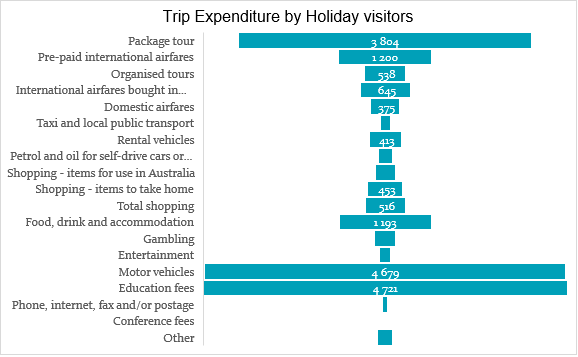 Trip Expenditure by Holiday visitors
Package tour 3 804
Pre-paid international airfares 1 200
Organised tours 538
International airfares bought in... 645
Domestic airfares 375
Taxi and local public transport
Rental vehicles 413
Petrol and oil for self-drive cars or...
Shopping - items for use in Australia
Shopping - items to take home 453
Total shopping 516
Food, drink and accommodation 1 193
Gambling
Entertainment
Motor vehicles 4 679
Education fees 4 721
Phone, internet, fax and/or postage
Conference fees
Other